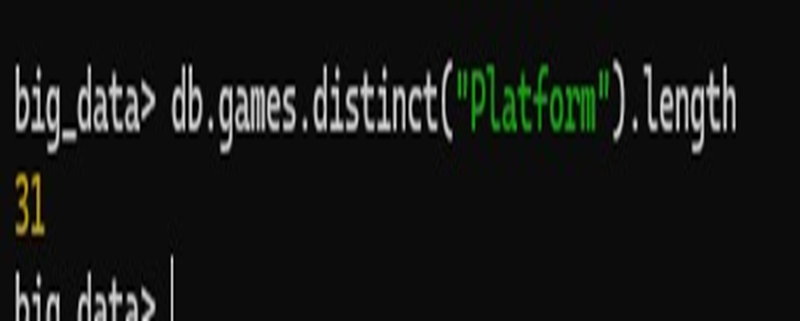 big_data> db.games.distinct("Platform").length
31
big_data>